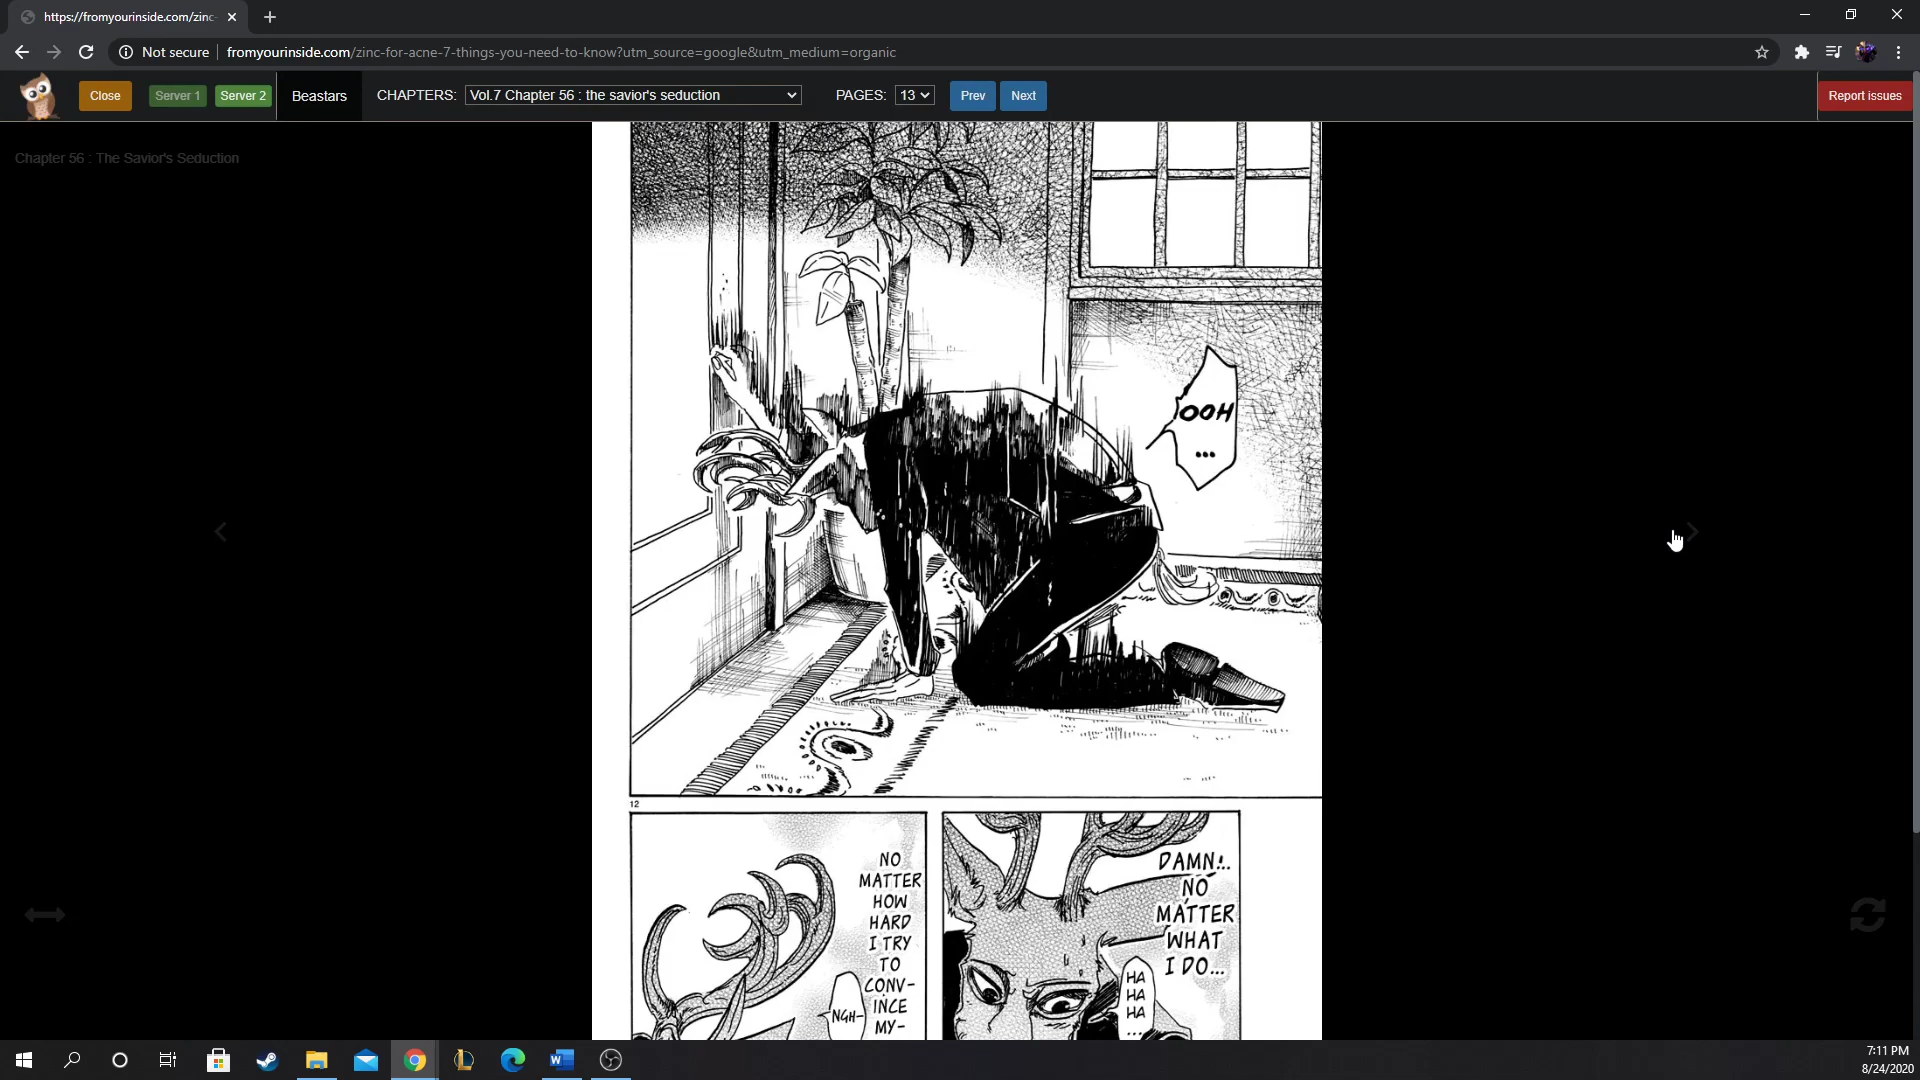 https://fromyourinside.com/zinc-
Not secure
fromyourinside.com/zinc-for-acne-7-things-you-need-to-know?utm_source=google&utm_medium=organic
Close
Server 1
Server 2
Beastars
CHAPTERS:
Vol.7 Chapter 56 : the savior's seduction
PAGES:
13
Prev
Next
Report issues
Chapter 56 : The Savior's Seduction
OOH
...
12
DAMN!..
NO
MATTER
WHAT
I DO...
HA
HA
HA
...
NO
MATTER
HOW
HARD
I TRY
TO
CONV-
INCE
MY-
NGH-
7:11 PM
8/24/2020